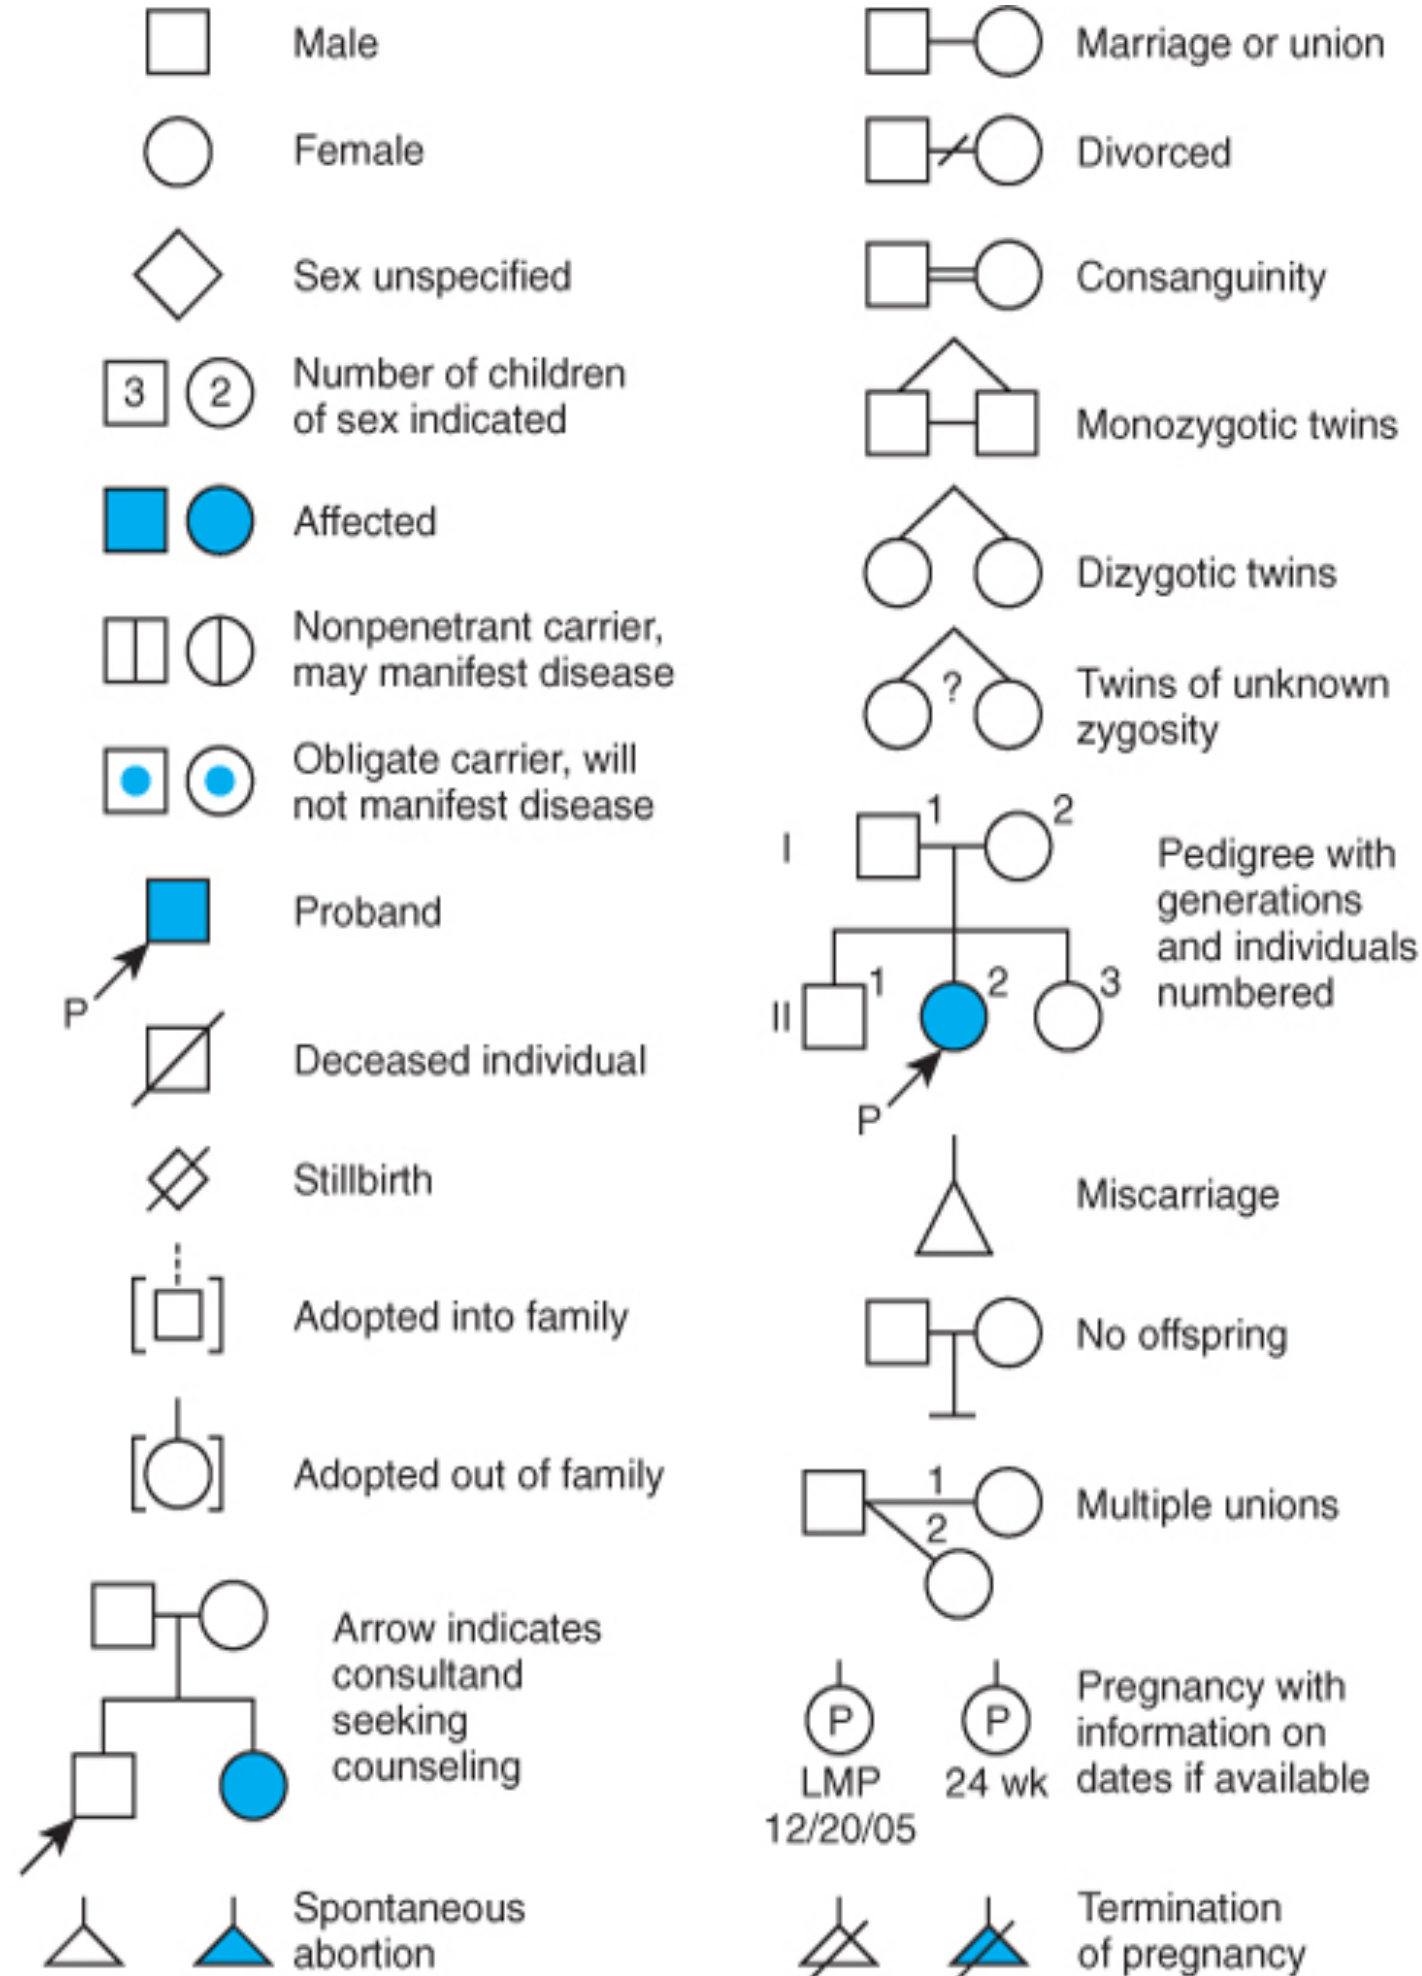 Male
Female
Sex unspecified
3 2 Number of children
of sex indicated
Affected
Nonpenetrant carrier,
may manifest disease
Obligate carrier, will
not manifest disease
Proband
P
Deceased individual
Stillbirth
Adopted into family
Adopted out of family
Arrow indicates
consultand
seeking
counseling
Spontaneous
abortion
Marriage or union
Divorced
Consanguinity
Monozygotic twins
Dizygotic twins
?
Twins of unknown
zygosity
I 1 2
Pedigree with
generations
and individuals
numbered
II 1 2 3
P
Miscarriage
No offspring
1
2
Multiple unions
P P
Pregnancy with
information on
dates if available
LMP 24 wk
12/20/05
Termination
of pregnancy